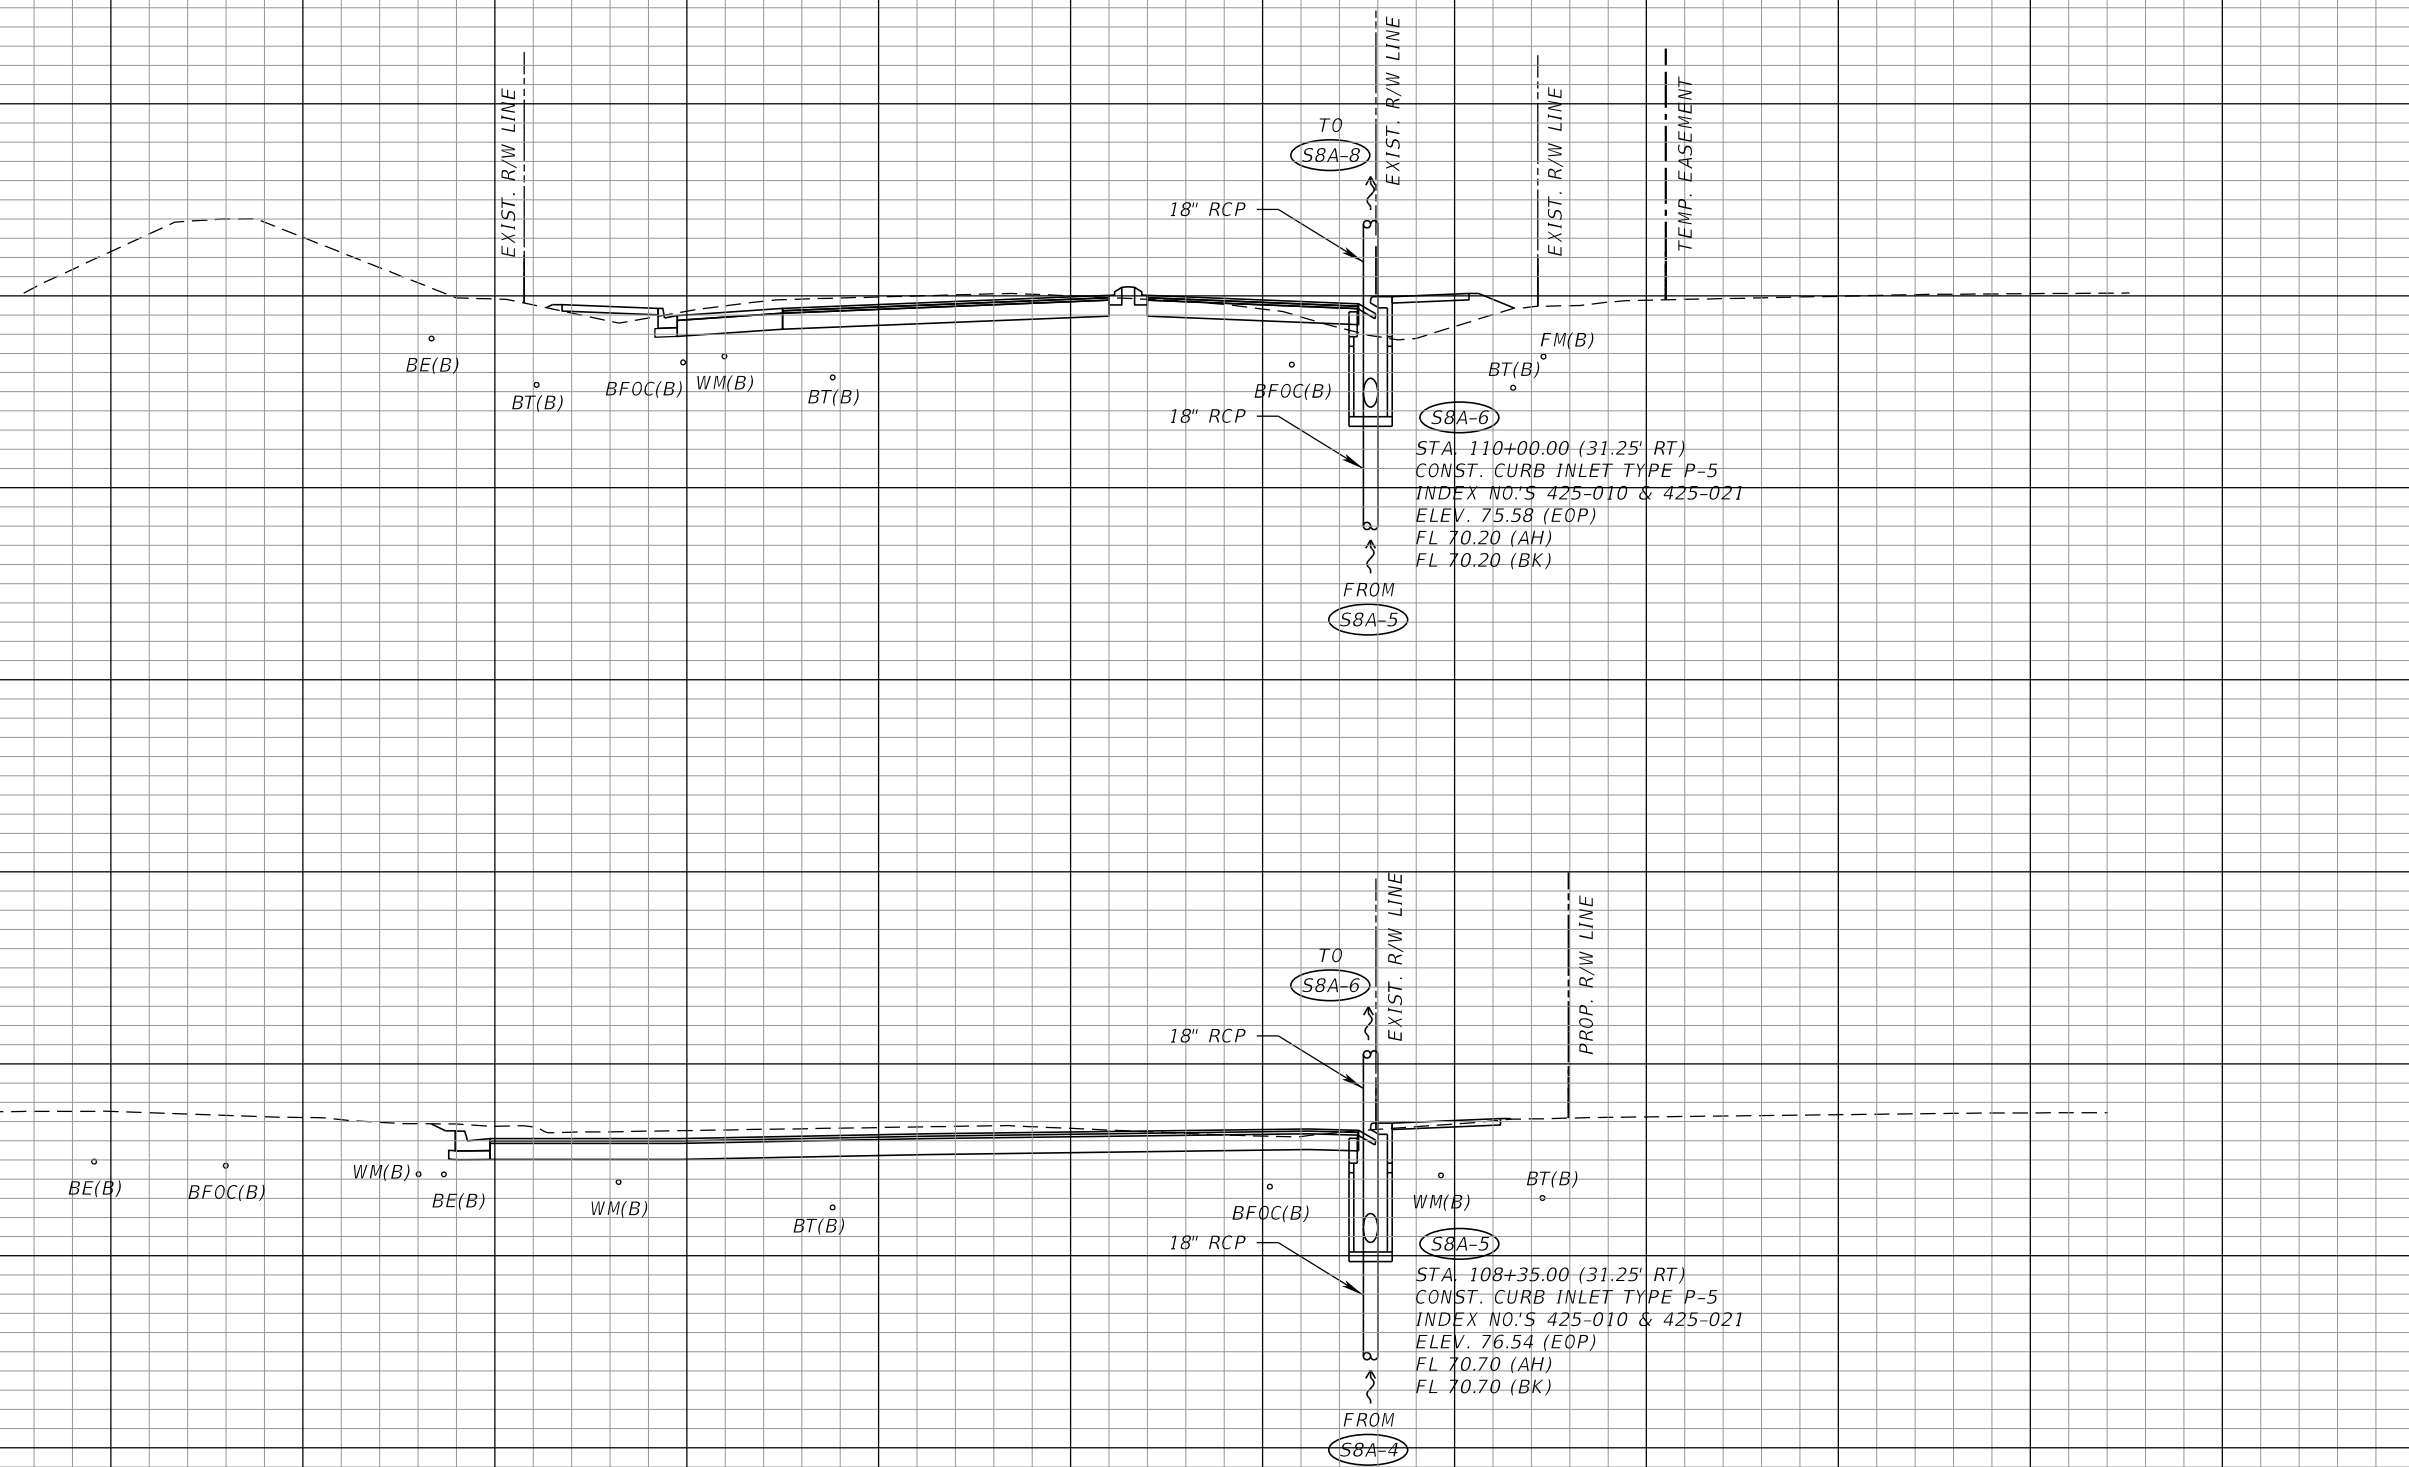 EXIST. R/W LINE
EXIST. R/W LINE
EXIST. R/W LINE
TEMP. EASEMENT
TO
S8A-8
18" RCP
BE(B)
BT(B)
BFOC(B)
WM(B)
BT(B)
BFOC(B)
FM(B)
BT(B)
18" RCP
S8A-6
STA. 110+00.00 (31.25' RT)
CONST. CURB INLET TYPE P-5
INDEX NO.'S 425-010 & 425-021
ELEV. 75.58 (EOP)
FL 70.20 (AH)
FL 70.20 (BK)
FROM
S8A-5
EXIST. R/W LINE
PROP. R/W LINE
TO
S8A-6
18" RCP
BE(B)
BFOC(B)
WM(B)
BE(B)
WM(B)
BT(B)
BFOC(B)
WM(B)
BT(B)
18" RCP
S8A-5
STA. 108+35.00 (31.25' RT)
CONST. CURB INLET TYPE P-5
INDEX NO.'S 425-010 & 425-021
ELEV. 76.54 (EOP)
FL 70.70 (AH)
FL 70.70 (BK)
FROM
S8A-4